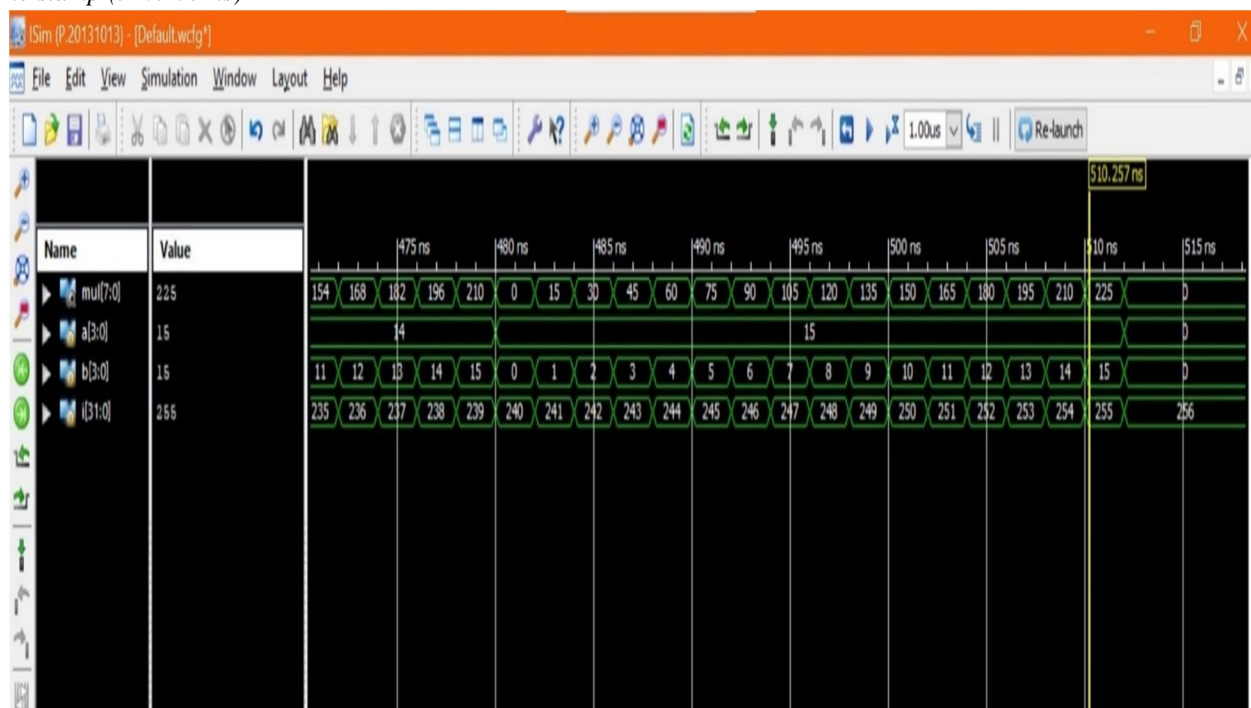 ISim (P.20131013) - [Default.wcfg*]
File Edit View Simulation Window Layout Help
1.00us Re-launch
510.257 ns
Name Value
475 ns 480 ns 485 ns 490 ns 495 ns 500 ns 505 ns 510 ns 515 ns
mul[7:0] 225 154 168 182 196 210 0 15 30 45 60 75 90 105 120 135 150 165 180 195 210 225 0
a[3:0] 15 14 15 0
b[3:0] 15 11 12 13 14 15 0 1 2 3 4 5 6 7 8 9 10 11 12 13 14 15 0
i[31:0] 255 235 236 237 238 239 240 241 242 243 244 245 246 247 248 249 250 251 252 253 254 255 256